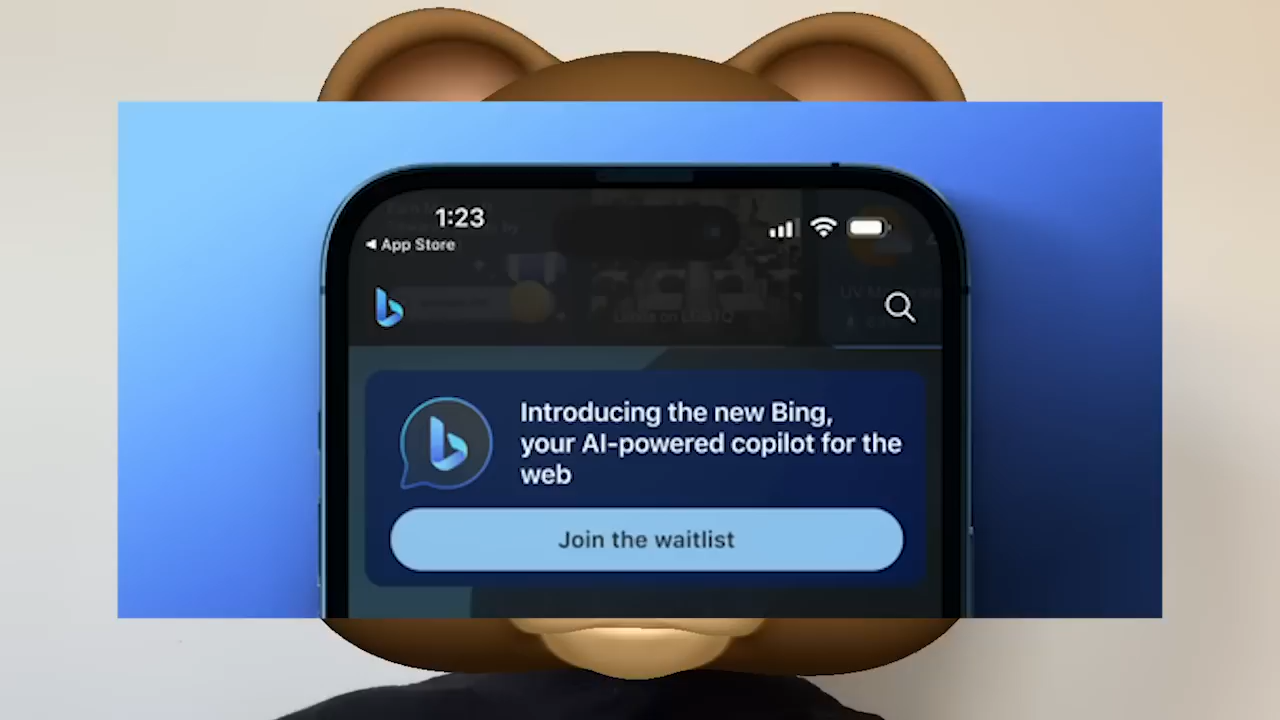 1:23
◀ App Store
Introducing the new Bing,
your AI-powered copilot for the
web
Join the waitlist